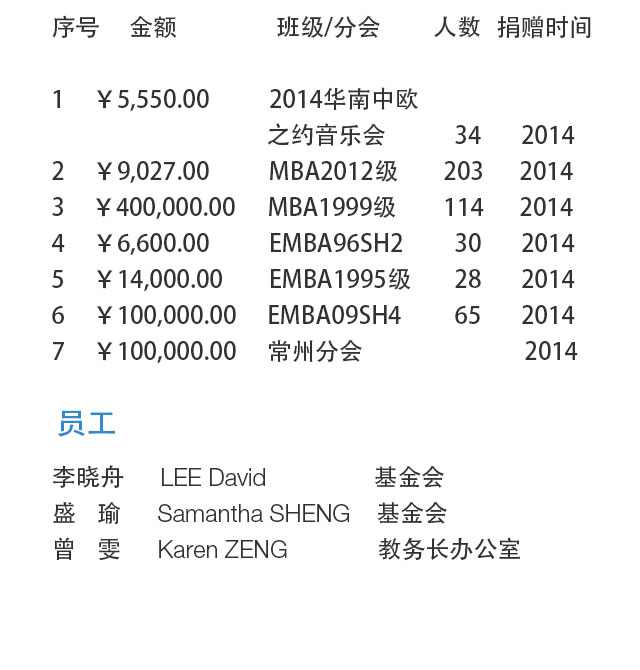 序号 金额 班级/分会 人数 捐赠时间
1 ￥5,550.00 2014华南中欧
之约音乐会 34 2014
2 ￥9,027.00 MBA2012级 203 2014
3 ￥400,000.00 MBA1999级 114 2014
4 ￥6,600.00 EMBA96SH2 30 2014
5 ￥14,000.00 EMBA1995级 28 2014
6 ￥100,000.00 EMBA09SH4 65 2014
7 ￥100,000.00 常州分会 2014
员工
李晓舟 LEE David 基金会
盛 瑜 Samantha SHENG 基金会
曾 雯 Karen ZENG 教务长办公室